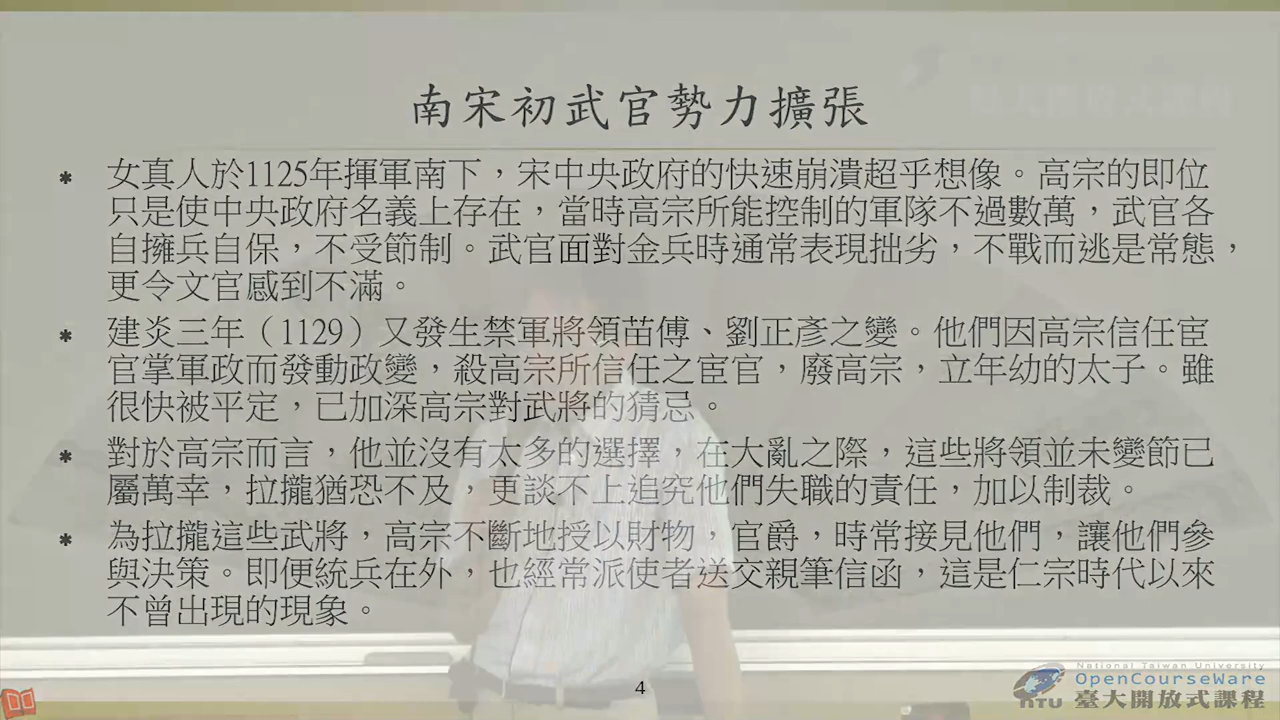 南宋初武官勢力擴張
* 女真人於1125年揮軍南下，宋中央政府的快速崩潰超乎想像。高宗的即位
只是使中央政府名義上存在，當時高宗所能控制的軍隊不過數萬，武官各
自擁兵自保，不受節制。武官面對金兵時通常表現拙劣，不戰而逃是常態，
更令文官感到不滿。
* 建炎三年（1129）又發生禁軍將領苗傅、劉正彥之變。他們因高宗信任宦
官掌軍政而發動政變，殺高宗所信任之宦官，廢高宗，立年幼的太子。雖
很快被平定，已加深高宗對武將的猜忌。
* 對於高宗而言，他並沒有太多的選擇，在大亂之際，這些將領並未變節已
屬萬幸，拉攏猶恐不及，更談不上追究他們失職的責任，加以制裁。
* 為拉攏這些武將，高宗不斷地授以財物，官爵，時常接見他們，讓他們參
與決策。即便統兵在外，也經常派使者送交親筆信函，這是仁宗時代以來
不曾出現的現象。
4
National Taiwan University
OpenCourseWare
NTU 臺大開放式課程